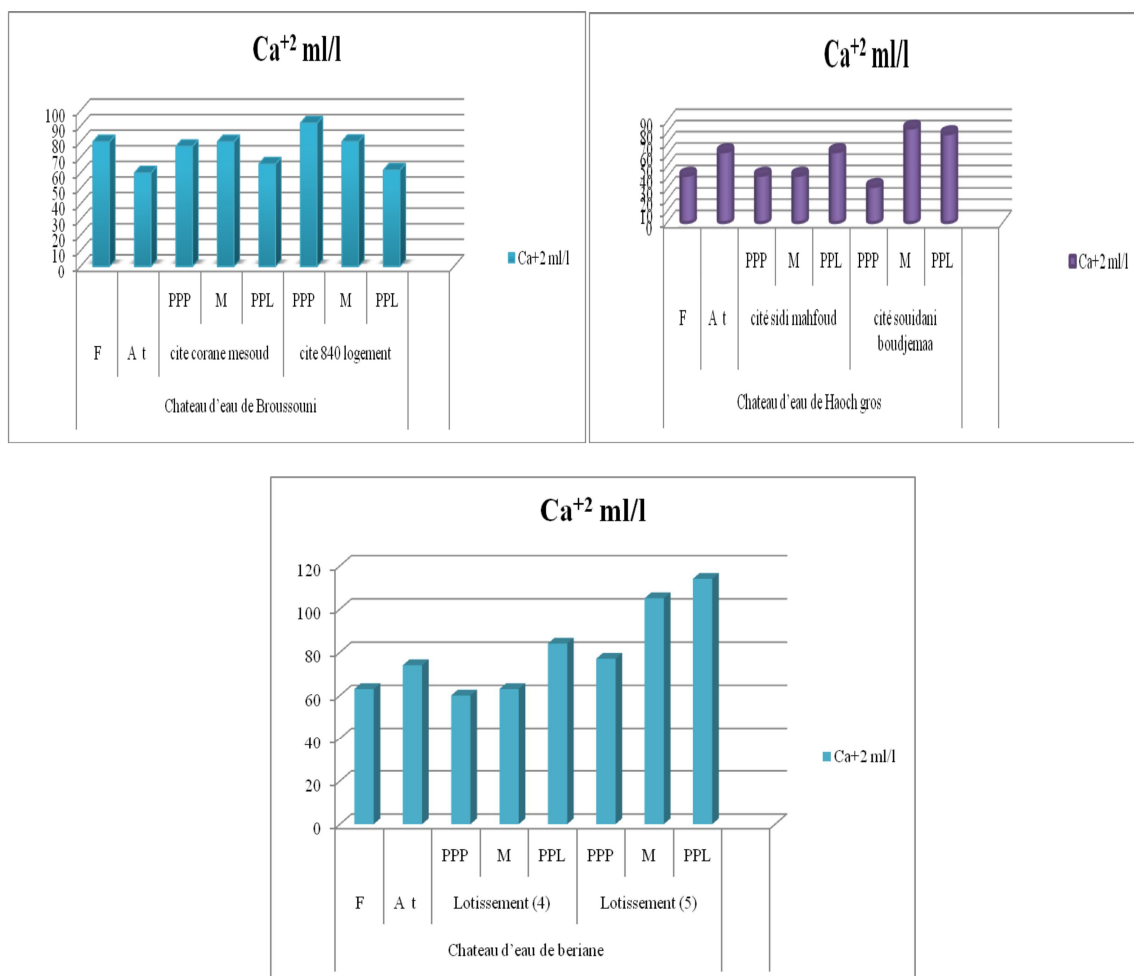 Ca+2 ml/l
100
90
80
70
60
50
40
30
20
10
0
PPP M PPL PPP M PPL
F A t cite corane mesoud cite 840 logement
Chateau d'eau de Broussouni
Ca+2 ml/l
Ca+2 ml/l
90
80
70
60
50
40
30
20
10
0
PPP M PPL PPP M PPL
F A t cité sidi mahfoud cité souidani
boudjemaa
Chateau d'eau de Haoch gros
Ca+2 ml/l
Ca+2 ml/l
120
100
80
60
40
20
0
PPP M PPL PPP M PPL
F A t Lotissement (4) Lotissement (5)
Chateau d'eau de beriane
Ca+2 ml/l